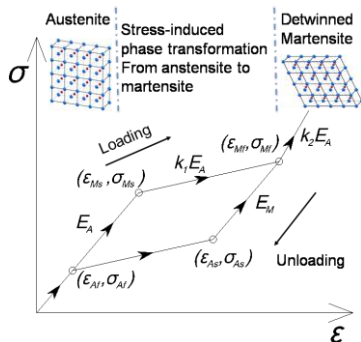 Austenite
Stress-induced
phase transformation
From anstensite to
martensite
Detwinned
Martensite
σ
Loading
(ε_Ms, σ_Ms)
k₁E_A
(ε_Mf, σ_Mf)
k₂E_A
E_A
E_M
(ε_As, σ_As)
Unloading
(ε_Af, σ_Af)
ε